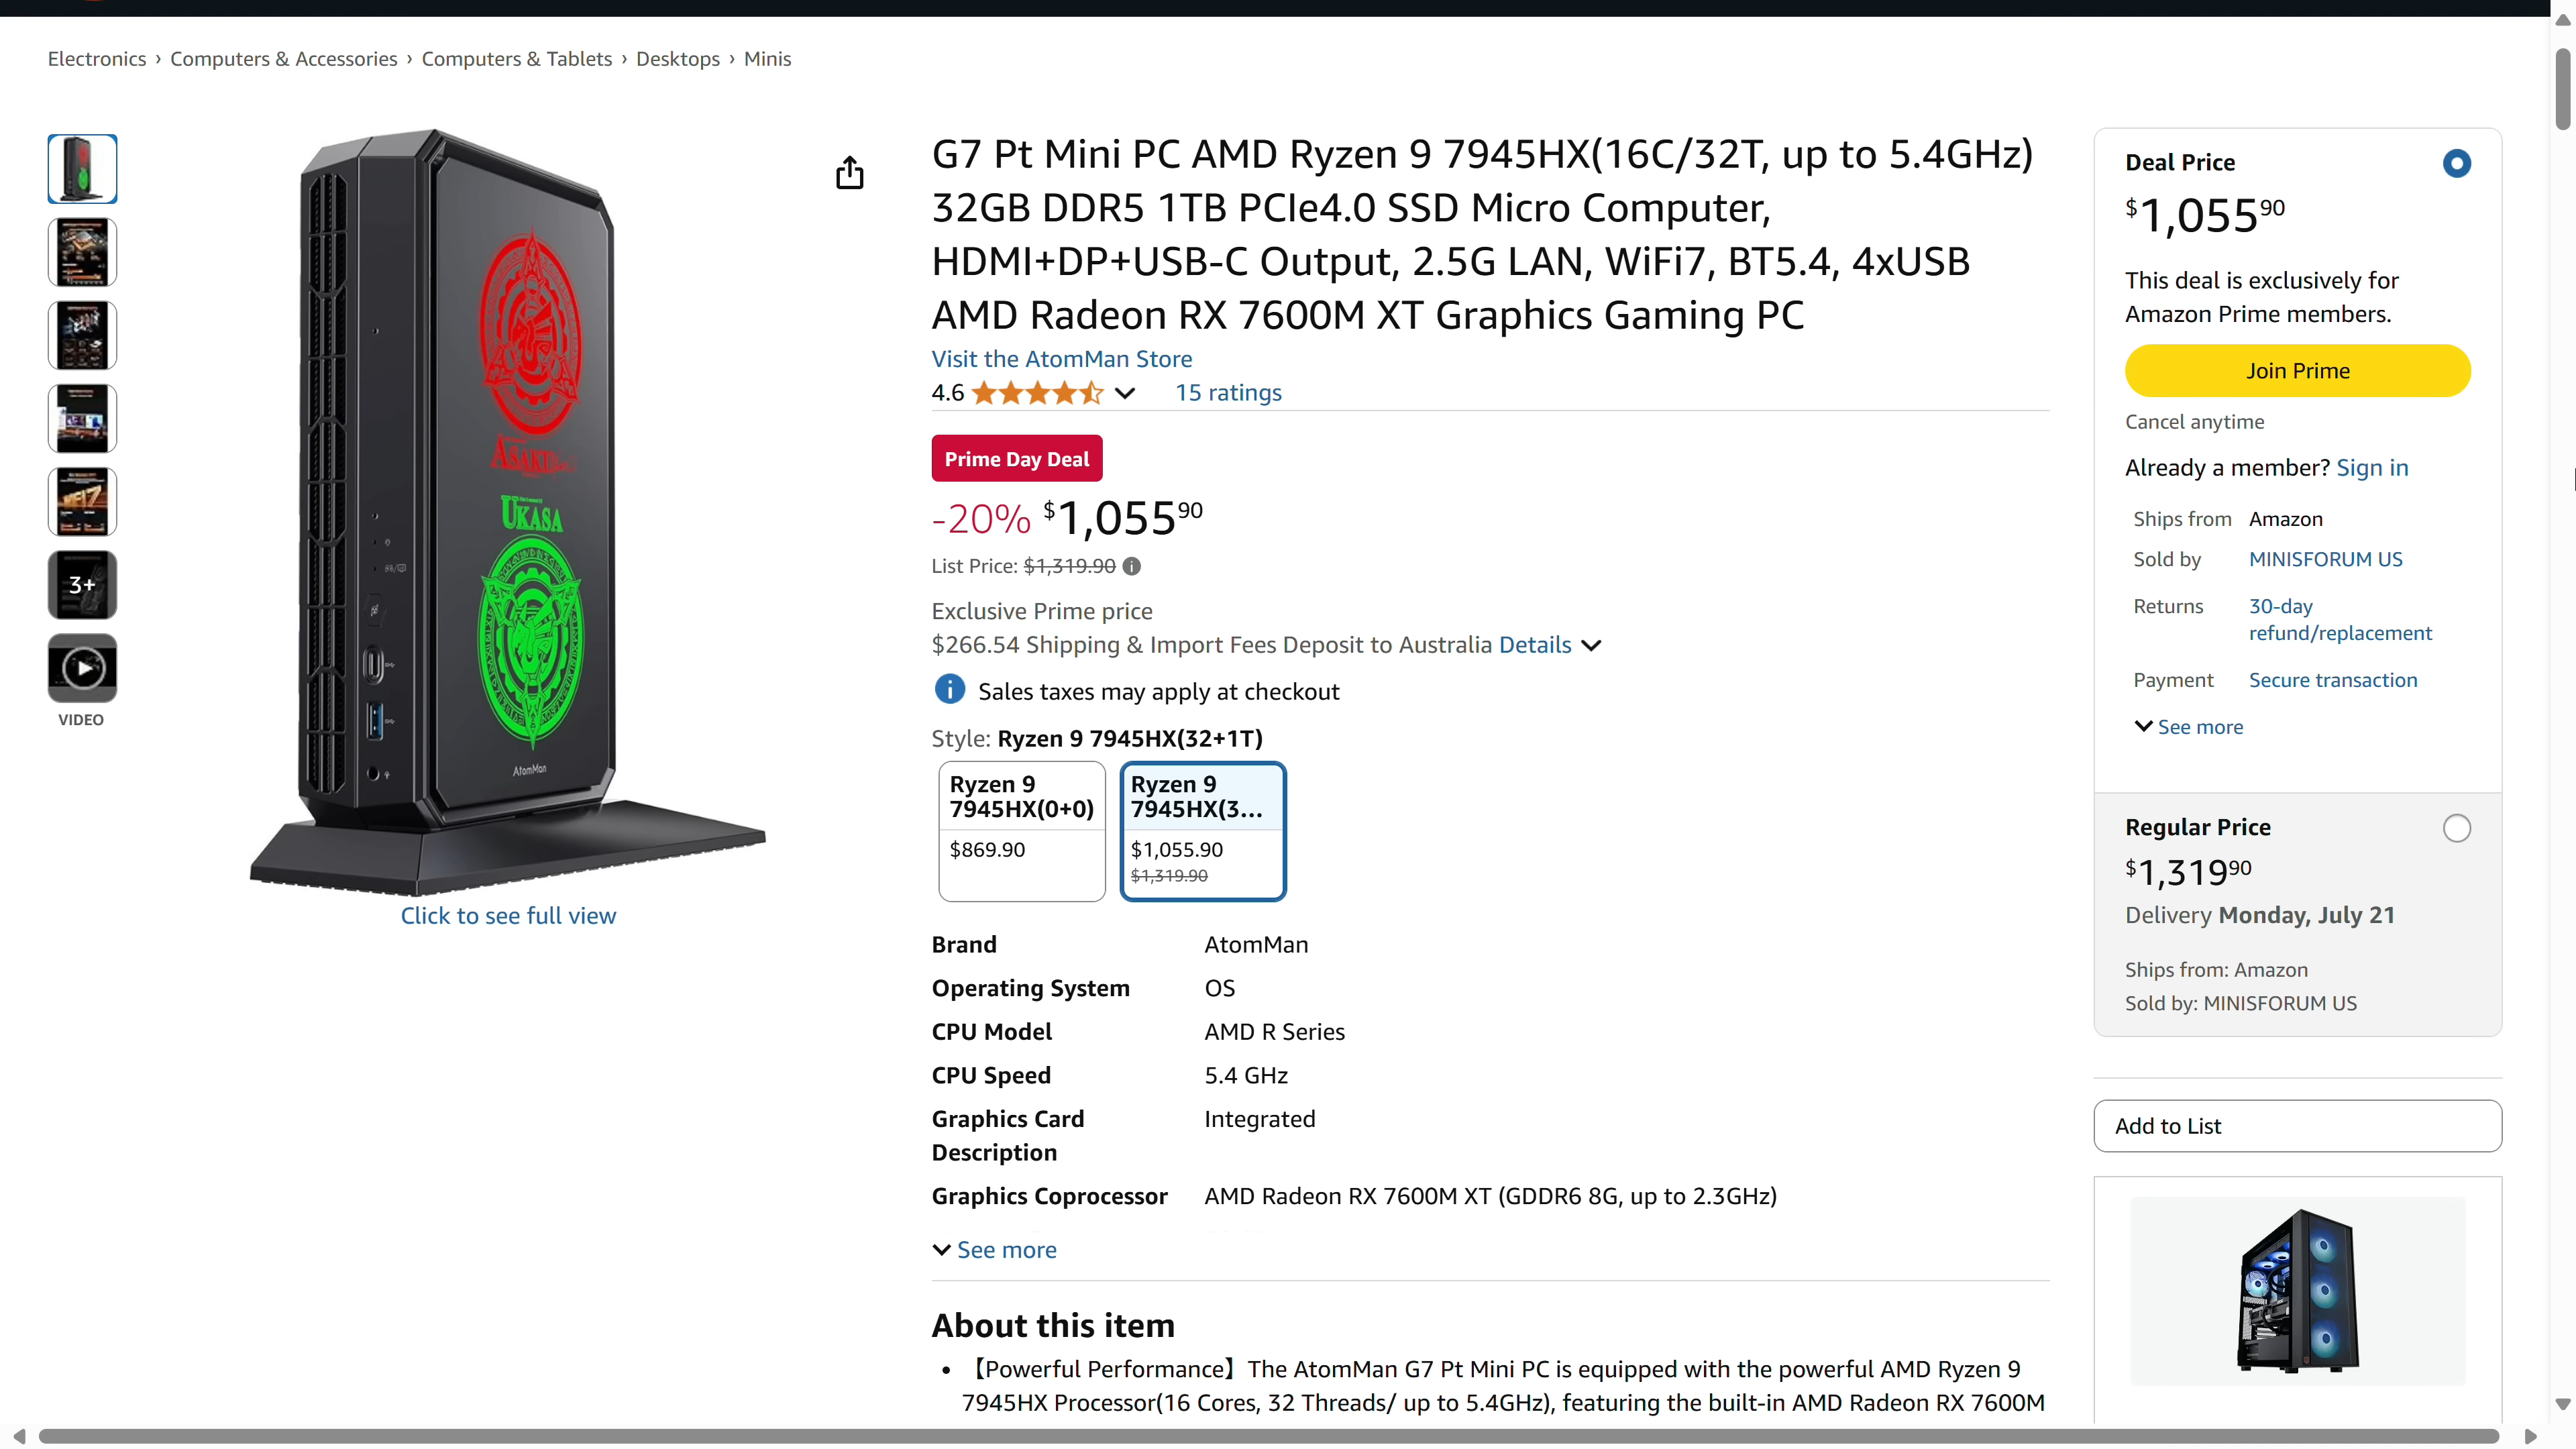 Electronics › Computers & Accessories › Computers & Tablets › Desktops › Minis
3+
VIDEO
UKASA
AtomMan
Click to see full view
G7 Pt Mini PC AMD Ryzen 9 7945HX(16C/32T, up to 5.4GHz)
32GB DDR5 1TB PCIe4.0 SSD Micro Computer,
HDMI+DP+USB-C Output, 2.5G LAN, WiFi7, BT5.4, 4xUSB
AMD Radeon RX 7600M XT Graphics Gaming PC
Visit the AtomMan Store
4.6 15 ratings
Prime Day Deal
-20% $1,055.90
List Price: $1,319.90
Exclusive Prime price
$266.54 Shipping & Import Fees Deposit to Australia Details
Sales taxes may apply at checkout
Style: Ryzen 9 7945HX(32+1T)
Ryzen 9
7945HX(0+0)
$869.90
Ryzen 9
7945HX(3...
$1,055.90
$1,319.90
Brand AtomMan
Operating System OS
CPU Model AMD R Series
CPU Speed 5.4 GHz
Graphics Card Integrated
Description
Graphics Coprocessor AMD Radeon RX 7600M XT (GDDR6 8G, up to 2.3GHz)
See more
About this item
• 【Powerful Performance】The AtomMan G7 Pt Mini PC is equipped with the powerful AMD Ryzen 9
7945HX Processor(16 Cores, 32 Threads/ up to 5.4GHz), featuring the built-in AMD Radeon RX 7600M
Deal Price
$1,055.90
This deal is exclusively for
Amazon Prime members.
Join Prime
Cancel anytime
Already a member? Sign in
Ships from Amazon
Sold by MINISFORUM US
Returns 30-day
refund/replacement
Payment Secure transaction
See more
Regular Price
$1,319.90
Delivery Monday, July 21
Ships from: Amazon
Sold by: MINISFORUM US
Add to List